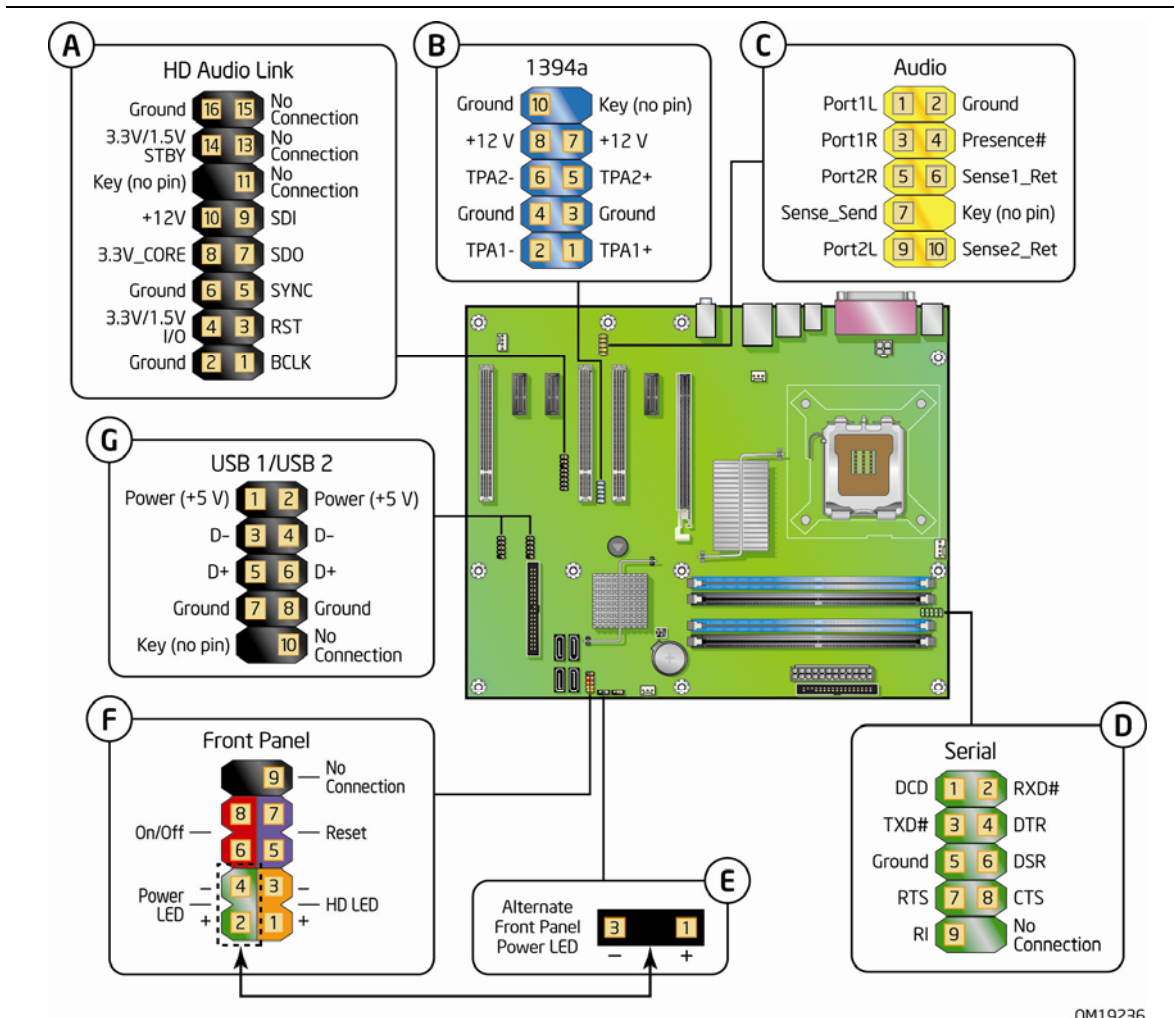 A
HD Audio Link
Ground 16 15 No Connection
3.3V/1.5V STBY 14 13 No Connection
Key (no pin) 11 No Connection
+12V 10 9 SDI
3.3V_CORE 8 7 SDO
Ground 6 5 SYNC
3.3V/1.5V I/O 4 3 RST
Ground 2 1 BCLK
B
1394a
Ground 10 Key (no pin)
+12 V 8 7 +12 V
TPA2- 6 5 TPA2+
Ground 4 3 Ground
TPA1- 2 1 TPA1+
C
Audio
Port1L 1 2 Ground
Port1R 3 4 Presence#
Port2R 5 6 Sense1_Ret
Sense_Send 7 Key (no pin)
Port2L 9 10 Sense2_Ret
G
USB 1/USB 2
Power (+5 V) 1 2 Power (+5 V)
D– 3 4 D–
D+ 5 6 D+
Ground 7 8 Ground
Key (no pin) 10 No Connection
F
Front Panel
9 No Connection
8 7
On/Off Reset
6 5
– 4 3 –
Power LED HD LED
+ 2 1 +
E
Alternate Front Panel Power LED
3 1
– +
D
Serial
DCD 1 2 RXD#
TXD# 3 4 DTR
Ground 5 6 DSR
RTS 7 8 CTS
RI 9 No Connection
OM19236